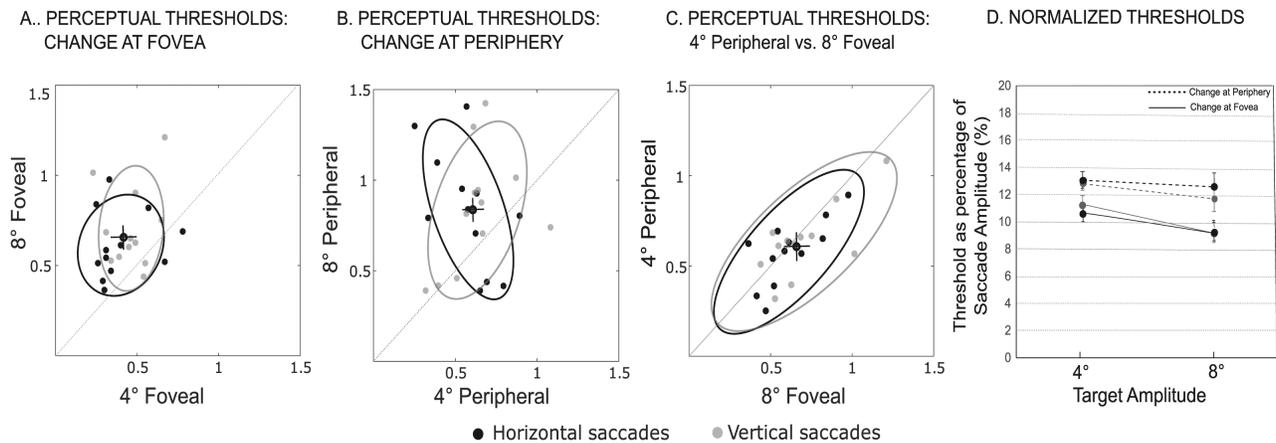 A.. PERCEPTUAL THRESHOLDS:
CHANGE AT FOVEA
1.5
1
0.5
8° Foveal
0.5
1
1.5
4° Foveal
B. PERCEPTUAL THRESHOLDS:
CHANGE AT PERIPHERY
1.5
1
0.5
8° Peripheral
0.5
1
1.5
4° Peripheral
C. PERCEPTUAL THRESHOLDS:
4° Peripheral vs. 8° Foveal
1.5
1
0.5
4° Peripheral
0.5
1
1.5
8° Foveal
D. NORMALIZED THRESHOLDS
Threshold as percentage of
Saccade Amplitude (%)
20
18
16
14
12
10
8
6
4
2
0
Change at Periphery
Change at Fovea
4°
8°
Target Amplitude
Horizontal saccades
Vertical saccades